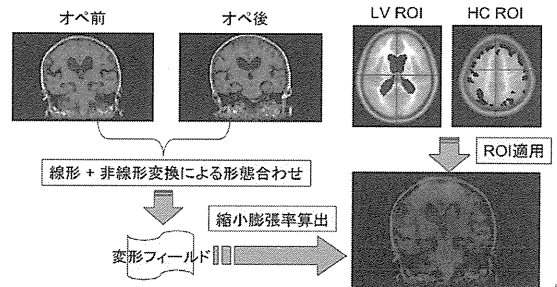 オペ前
オペ後
LV ROI
HC ROI
線形 + 非線形変換による形態合わせ
ROI適用
縮小膨張率算出
変形フィールド